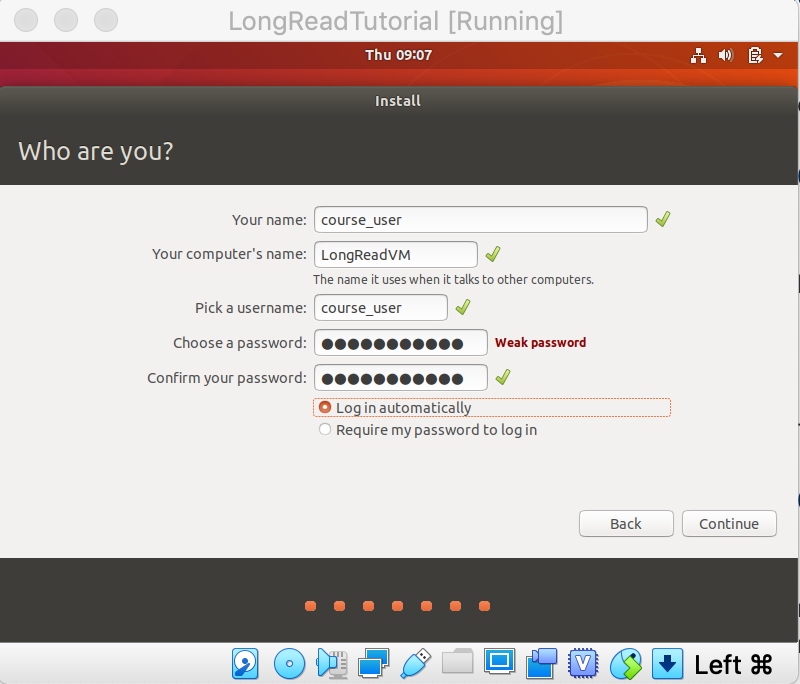 LongReadTutorial [Running]
Thu 09:07
Install
Who are you?
Your name: course_user
Your computer's name: LongReadVM
The name it uses when it talks to other computers.
Pick a username: course_user
Choose a password: ●●●●●●●●●●● Weak password
Confirm your password: ●●●●●●●●●●●
Log in automatically
Require my password to log in
Back Continue
V Left ⌘